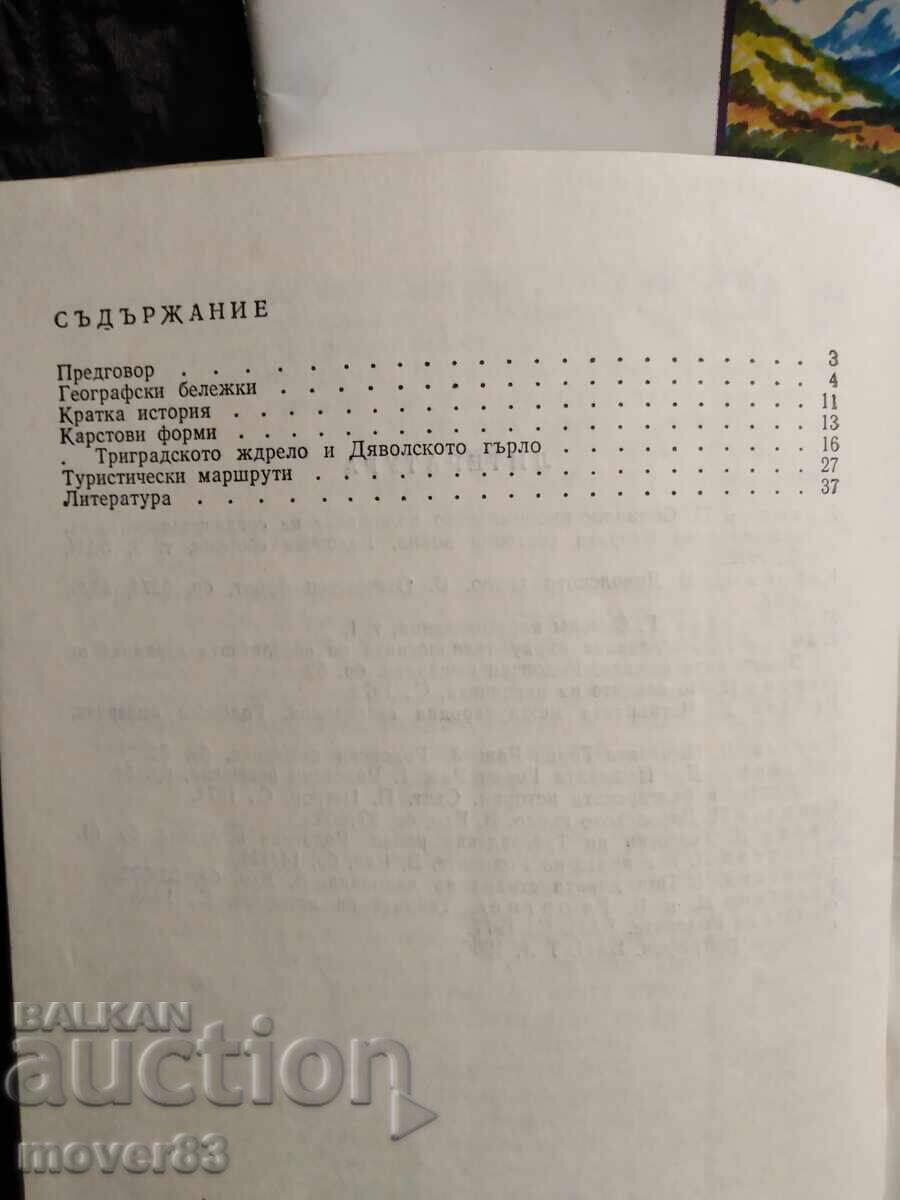 СЪДЪРЖАНИЕ
Предговор . . . . . . . . . . . . . . . . . . . . . . . 3
Географски бележки . . . . . . . . . . . . . . . . . . . 4
Кратка история . . . . . . . . . . . . . . . . . . . . . 11
Карстови форми . . . . . . . . . . . . . . . . . . . . . 13
. Триградското ждрело и Дяволското гърло . . . . . . . . . 16
Туристически маршрути . . . . . . . . . . . . . . . . . 27
Литература . . . . . . . . . . . . . . . . . . . . . . . 37
BALKAN
auction
mover83